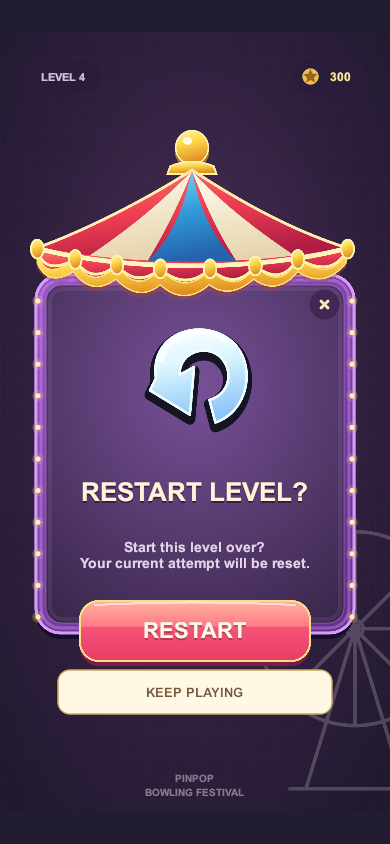 LEVEL 4
300
RESTART LEVEL?
Start this level over?
Your current attempt will be reset.
RESTART
KEEP PLAYING
PINPOP
BOWLING FESTIVAL